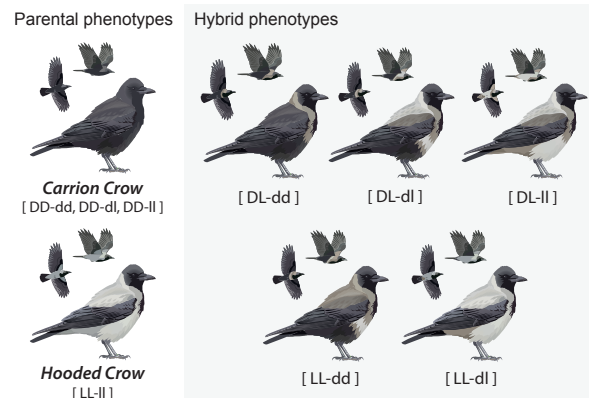 Parental phenotypes
Hybrid phenotypes
Carrion Crow
[ DD-dd, DD-dl, DD-ll ]
[ DL-dd ]
[ DL-dl ]
[ DL-ll ]
Hooded Crow
[ LL-ll ]
[ LL-dd ]
[ LL-dl ]